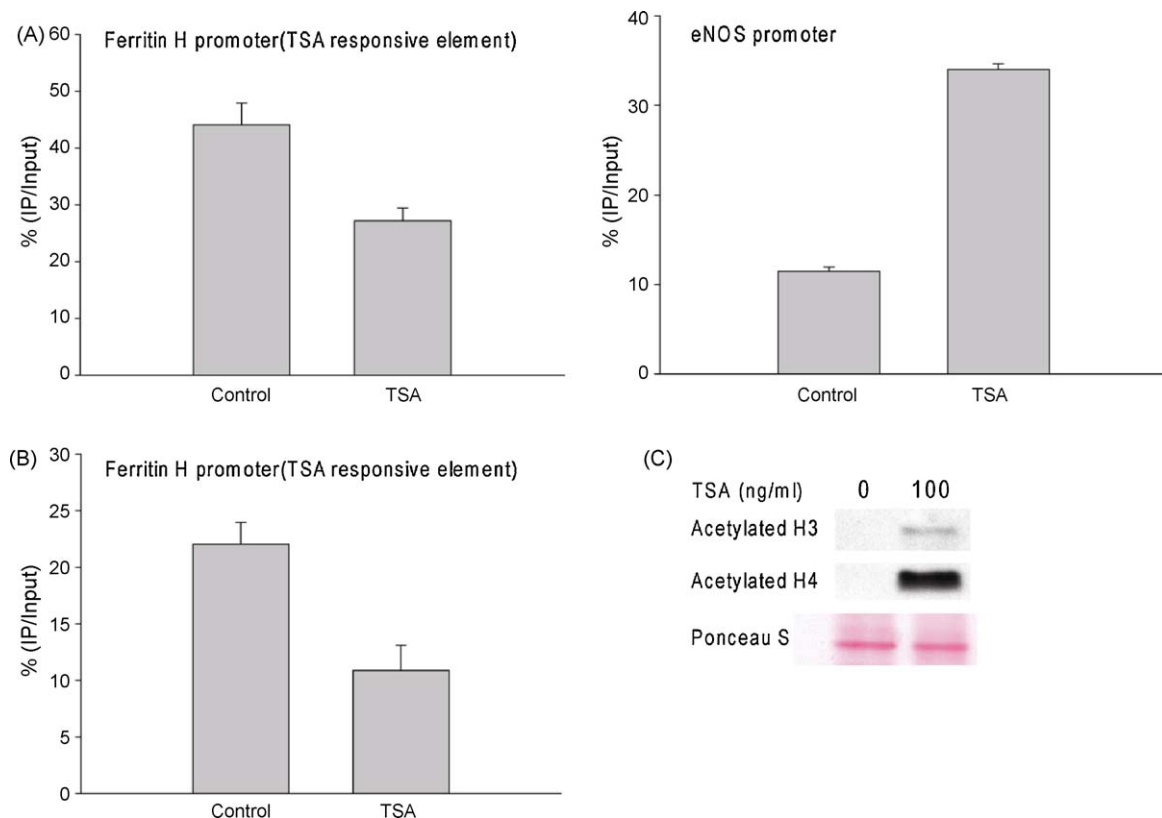 (A)
Ferritin H promoter(TSA responsive element)
% (IP/Input)
60
50
40
30
20
10
0
Control TSA
eNOS promoter
% (IP/Input)
40
30
20
10
0
Control TSA
(B)
Ferritin H promoter(TSA responsive element)
% (IP/Input)
30
25
20
15
10
5
0
Control TSA
(C)
TSA (ng/ml) 0 100
Acetylated H3
Acetylated H4
Ponceau S